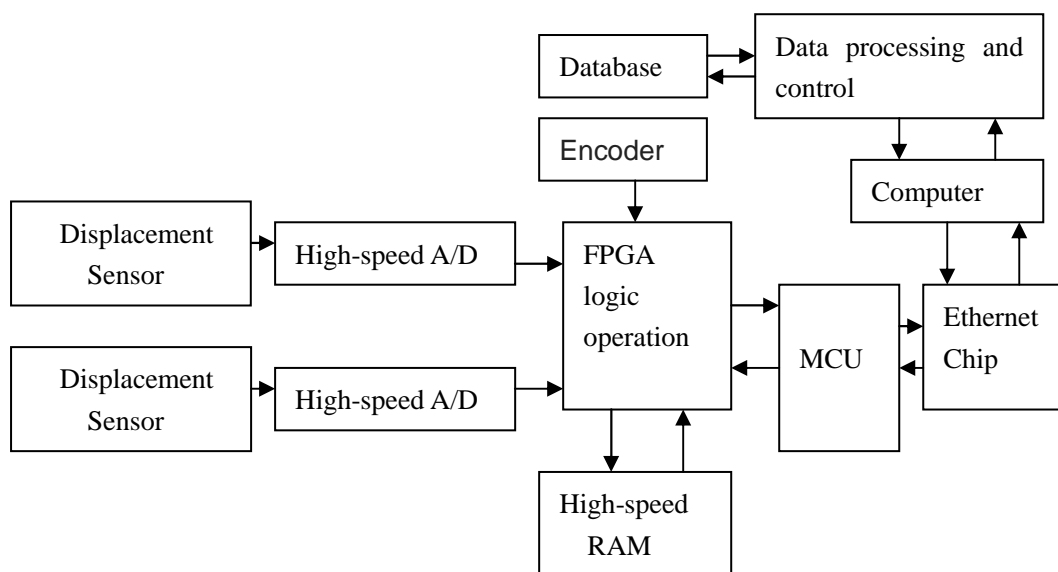 Database
Data processing and
control
Encoder
Computer
Displacement
Sensor
High-speed A/D
FPGA
logic
operation
MCU
Ethernet
Chip
Displacement
Sensor
High-speed A/D
High-speed
RAM